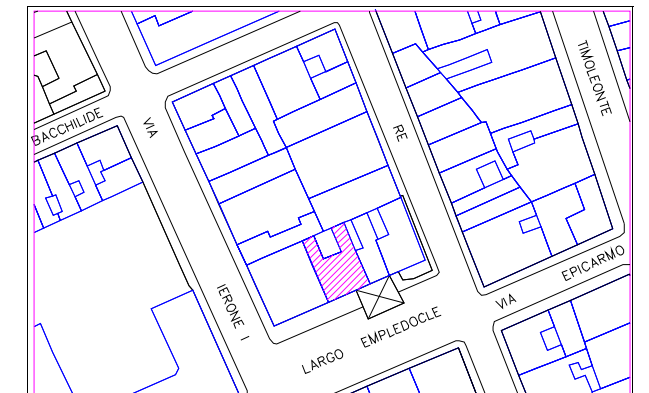 TIMOLEONTE
BACCHILIDE
VIA
RE
EPICARMO
VIA
IERONE I
EMPLEDOCLE
LARGO